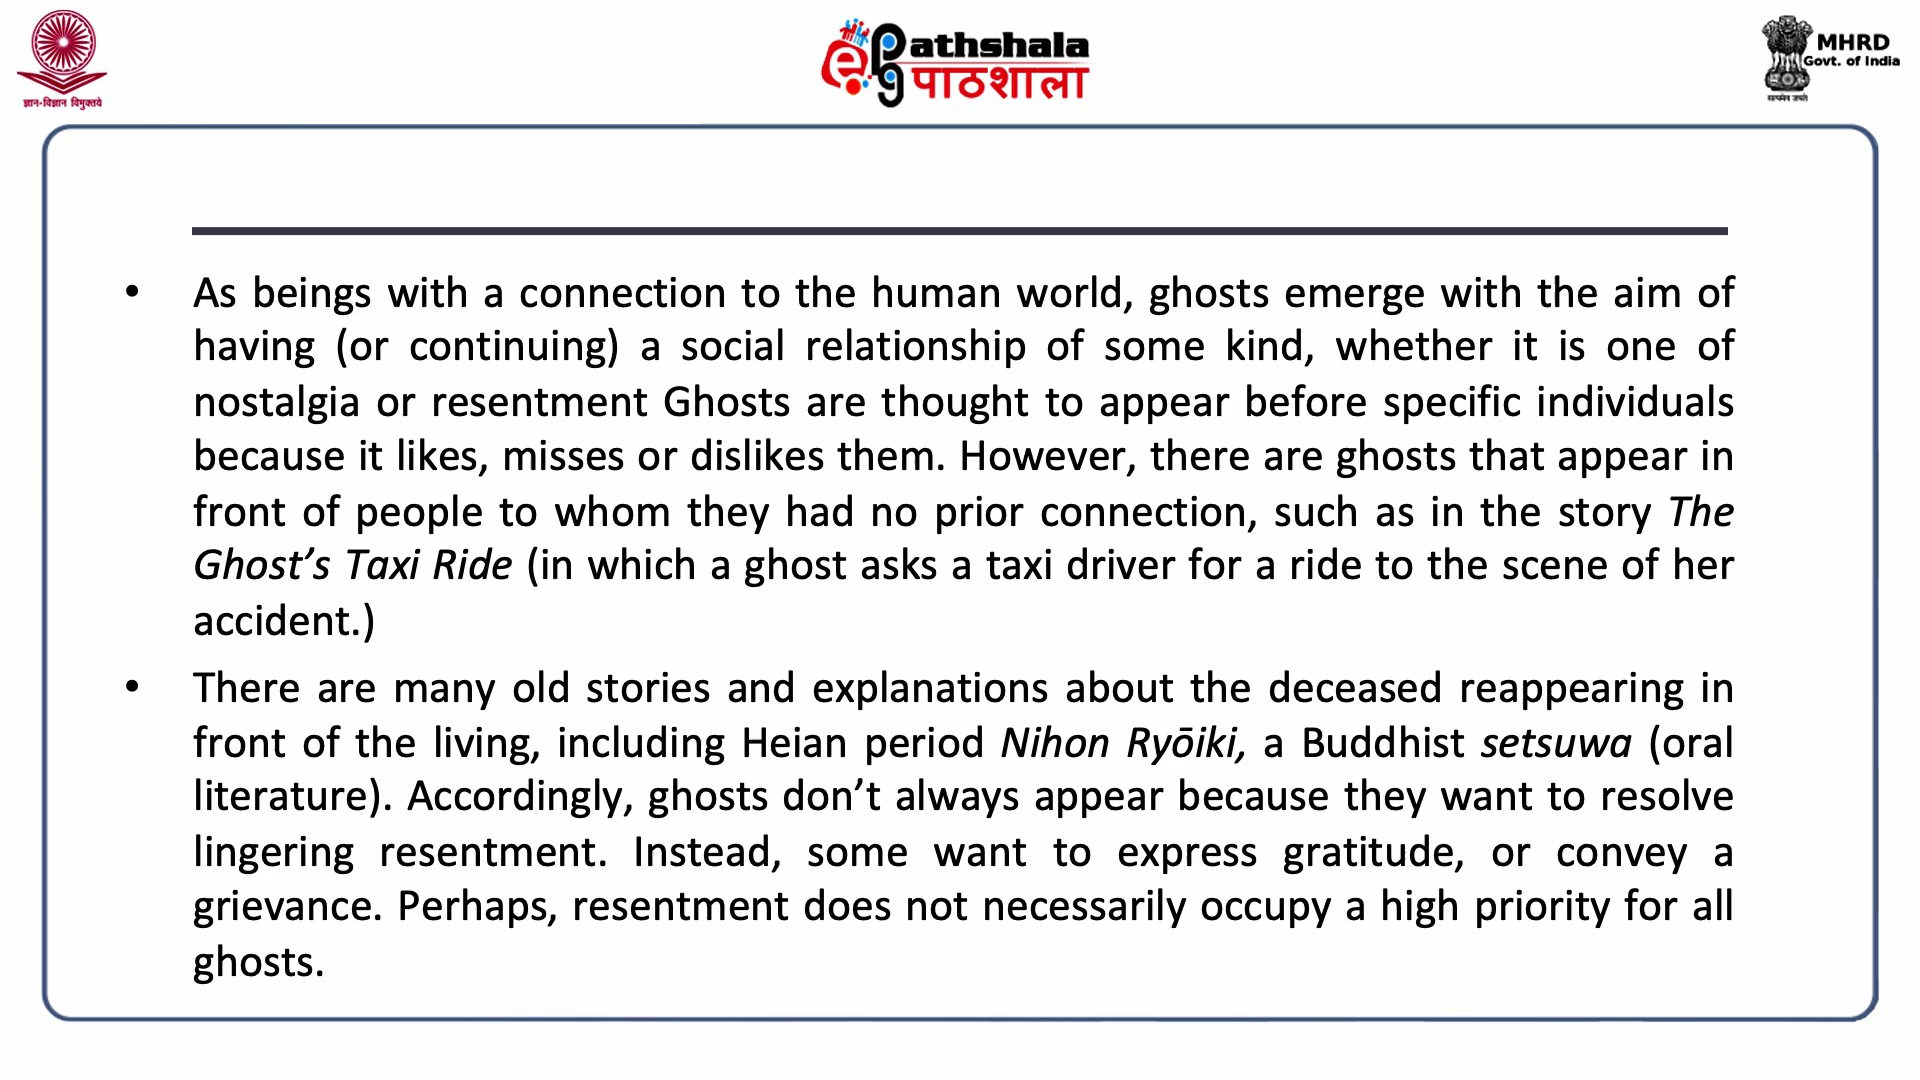 ज्ञान-विज्ञान विमुक्तये
ePathshala
पाठशाला
MHRD
Govt. of India
सत्यमेव जयते
• As beings with a connection to the human world, ghosts emerge with the aim of
having (or continuing) a social relationship of some kind, whether it is one of
nostalgia or resentment Ghosts are thought to appear before specific individuals
because it likes, misses or dislikes them. However, there are ghosts that appear in
front of people to whom they had no prior connection, such as in the story The
Ghost’s Taxi Ride (in which a ghost asks a taxi driver for a ride to the scene of her
accident.)
• There are many old stories and explanations about the deceased reappearing in
front of the living, including Heian period Nihon Ryōiki, a Buddhist setsuwa (oral
literature). Accordingly, ghosts don’t always appear because they want to resolve
lingering resentment. Instead, some want to express gratitude, or convey a
grievance. Perhaps, resentment does not necessarily occupy a high priority for all
ghosts.